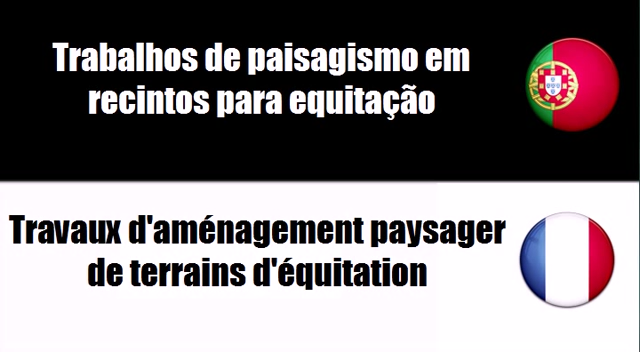 Trabalhos de paisagismo em
recintos para equitação
Travaux d'aménagement paysager
de terrains d'équitation